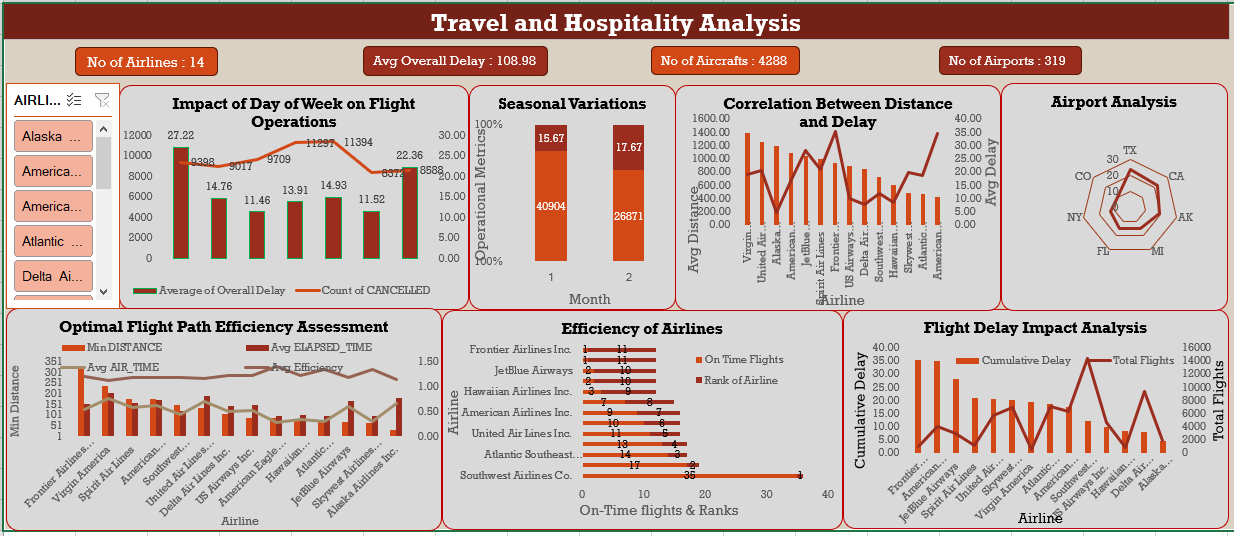 Travel and Hospitality Analysis
No of Airlines : 14
Avg Overall Delay : 108.98
No of Aircrafts : 4288
No of Airports : 319
AIRLI...
Alaska ...
America...
America...
Atlantic ...
Delta Ai...
Impact of Day of Week on Flight
Operations
12000
10000
8000
6000
4000
2000
0
30.00
25.00
20.00
15.00
10.00
5.00
0.00
27.22
14.76
11.46
13.91
14.93
11.52
22.36
9398
9017
9709
11297
11394
8372
8588
Average of Overall Delay
Count of CANCELLED
Seasonal Variations
Operational Metrics
100%
100%
15.67
17.67
40904
26871
1
2
Month
Correlation Between Distance
and Delay
Avg Distance
1600.00
1400.00
1200.00
1000.00
800.00
600.00
400.00
200.00
0.00
40.00
35.00
30.00
25.00
20.00
15.00
10.00
5.00
0.00
Avg Delay
Virgin...
United Air...
Alaska...
American...
JetBlue...
Spirit Air Lines
Frontier...
US Airways...
Delta Air...
Southwest...
Hawaiian...
Skywest...
Atlantic...
American...
Airline
Airport Analysis
TX
CA
AK
MI
FL
NY
CO
30
20
10
0
Optimal Flight Path Efficiency Assessment
Min DISTANCE
Avg ELAPSED_TIME
Avg AIR_TIME
Avg Efficiency
Min Distance
351
301
251
201
151
101
51
1
1.50
1.00
0.50
0.00
Frontier Airlines...
Virgin America
Spirit Air Lines
American...
Southwest...
United Air Lines...
Delta Air Lines Inc.
US Airways Inc.
American Eagle...
Hawaiian...
Atlantic...
JetBlue Airways
Skywest Airlines...
Alaska Airlines Inc.
Airline
Efficiency of Airlines
Airline
Frontier Airlines Inc.
JetBlue Airways
Hawaiian Airlines Inc.
American Airlines Inc.
United Air Lines Inc.
Atlantic Southeast...
Southwest Airlines Co.
1 11
1 11
2 10
2 10
3 9
7 8
9 7
10 6
11 5
13 4
14 3
17 2
35 1
On Time Flights
Rank of Airline
0
10
20
30
40
On-Time flights & Ranks
Flight Delay Impact Analysis
Cumulative Delay
Total Flights
Cumulative Delay
40.00
35.00
30.00
25.00
20.00
15.00
10.00
5.00
0.00
16000
14000
12000
10000
8000
6000
4000
2000
0
Total Flights
Frontier...
American...
JetBlue Airways
Spirit Air Lines
United Air...
Skywest...
Virgin America
Atlantic...
American...
Southwest...
US Airways Inc.
Hawaiian...
Delta Air...
Alaska...
Airline